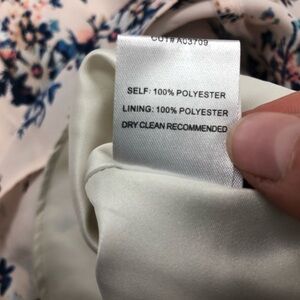 CUT# A03709
SELF: 100% POLYESTER
LINING: 100% POLYESTER
DRY CLEAN RECOMMENDED